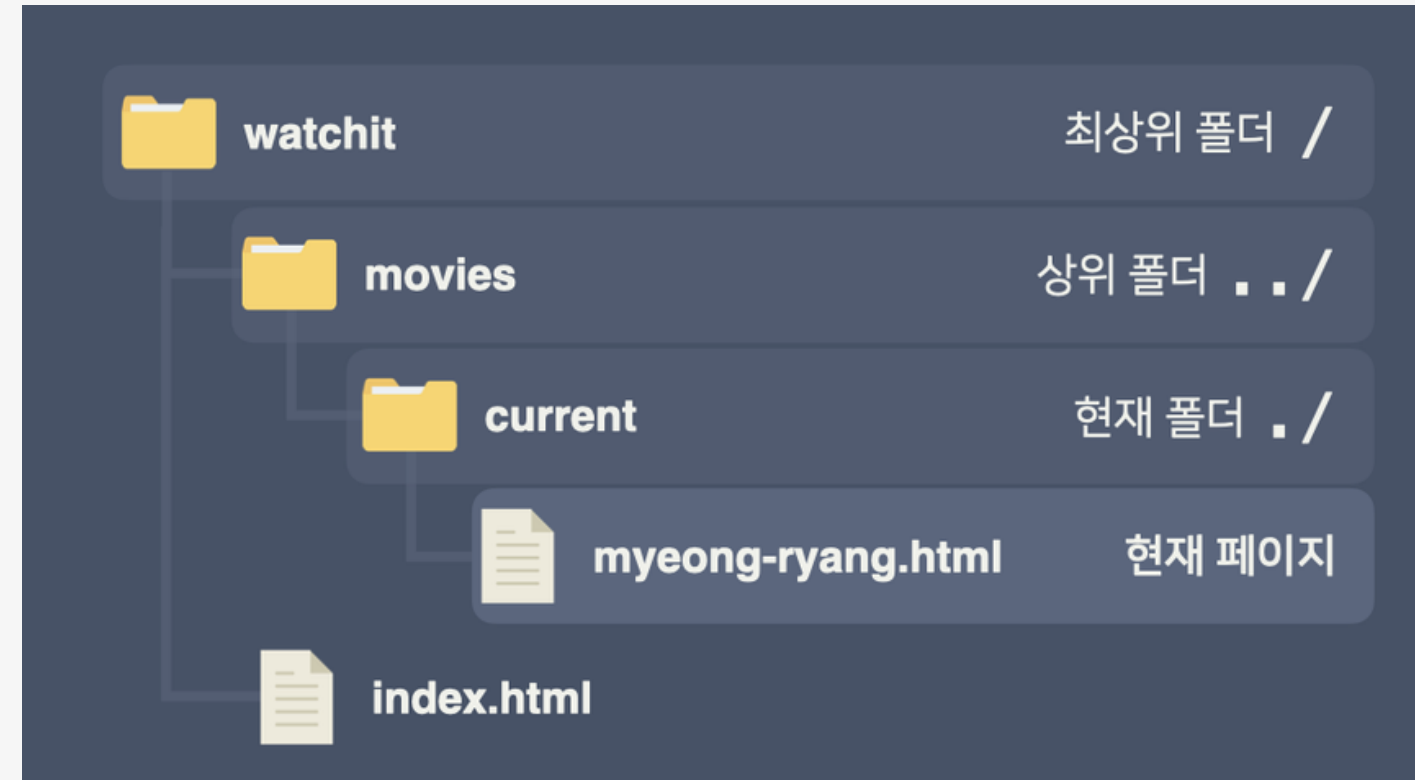 watchit 최상위 폴더 /
movies 상위 폴더 ../
current 현재 폴더 ./
myeong-ryang.html 현재 페이지
index.html